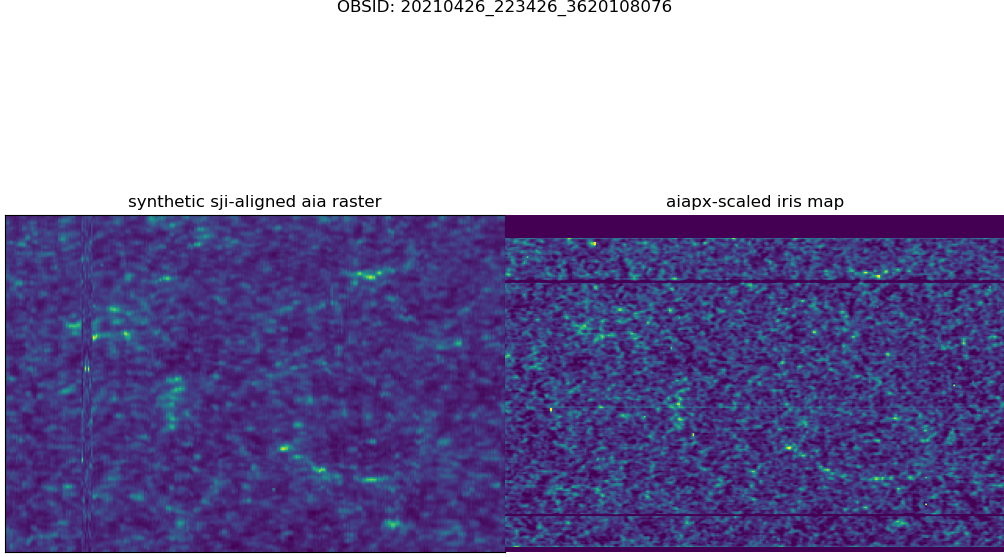 OBSID: 20210426_223426_3620108076
synthetic sji-aligned aia raster
aiapx-scaled iris map